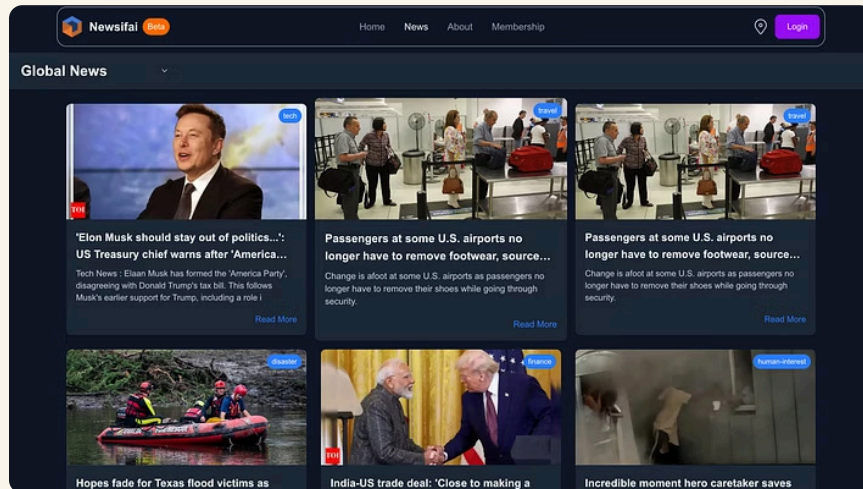 Newsifai Beta
Home News About Membership
Login
Global News
tech
TOI
'Elon Musk should stay out of politics...':
US Treasury chief warns after 'America...
Tech News : Elaan Musk has formed the 'America Party',
disagreeing with Donald Trump's tax bill. This follows
Musk's earlier support for Trump, including a role i
Read More
travel
Passengers at some U.S. airports no
longer have to remove footwear, source...
Change is afoot at some U.S. airports as passengers no
longer have to remove their shoes while going through
security.
Read More
travel
Passengers at some U.S. airports no
longer have to remove footwear, source...
Change is afoot at some U.S. airports as passengers no
longer have to remove their shoes while going through
security.
Read More
disaster
Hopes fade for Texas flood victims as
finance
TOI
India-US trade deal: 'Close to making a
human-interest
Incredible moment hero caretaker saves